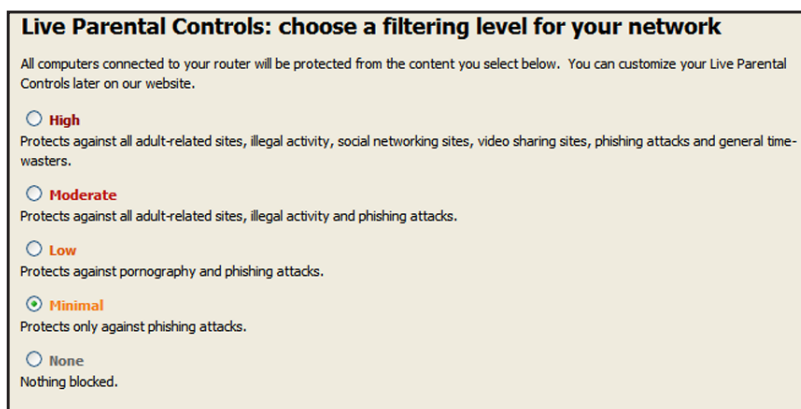 Live Parental Controls: choose a filtering level for your network
All computers connected to your router will be protected from the content you select below. You can customize your Live Parental
Controls later on our website.
High
Protects against all adult-related sites, illegal activity, social networking sites, video sharing sites, phishing attacks and general time-
wasters.
Moderate
Protects against all adult-related sites, illegal activity and phishing attacks.
Low
Protects against pornography and phishing attacks.
Minimal
Protects only against phishing attacks.
None
Nothing blocked.